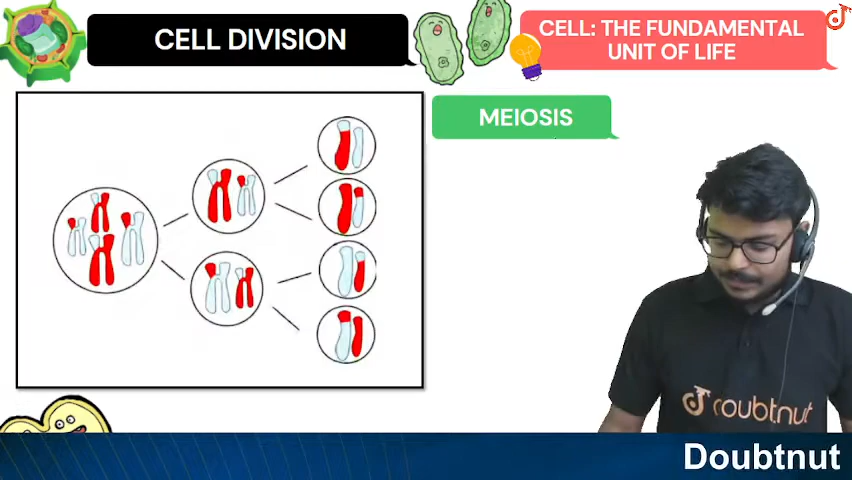 CELL DIVISION
CELL: THE FUNDAMENTAL
UNIT OF LIFE
MEIOSIS
doubtnut
Doubtnut